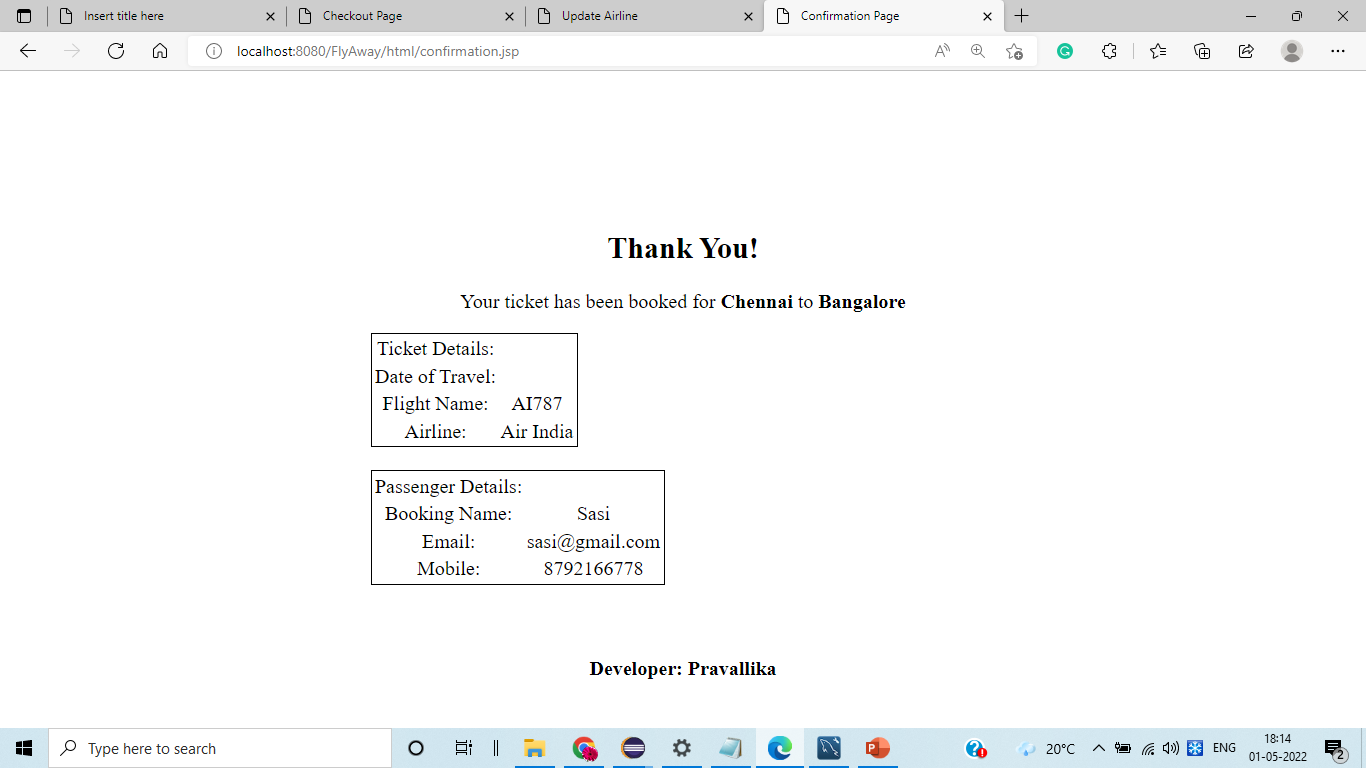 Insert title here
Checkout Page
Update Airline
Confirmation Page
localhost:8080/FlyAway/html/confirmation.jsp
Thank You!
Your ticket has been booked for Chennai to Bangalore
Ticket Details:
Date of Travel:
Flight Name: AI787
Airline: Air India
Passenger Details:
Booking Name: Sasi
Email: sasi@gmail.com
Mobile: 8792166778
Developer: Pravallika
Type here to search
20°C
ENG
18:14
01-05-2022
2